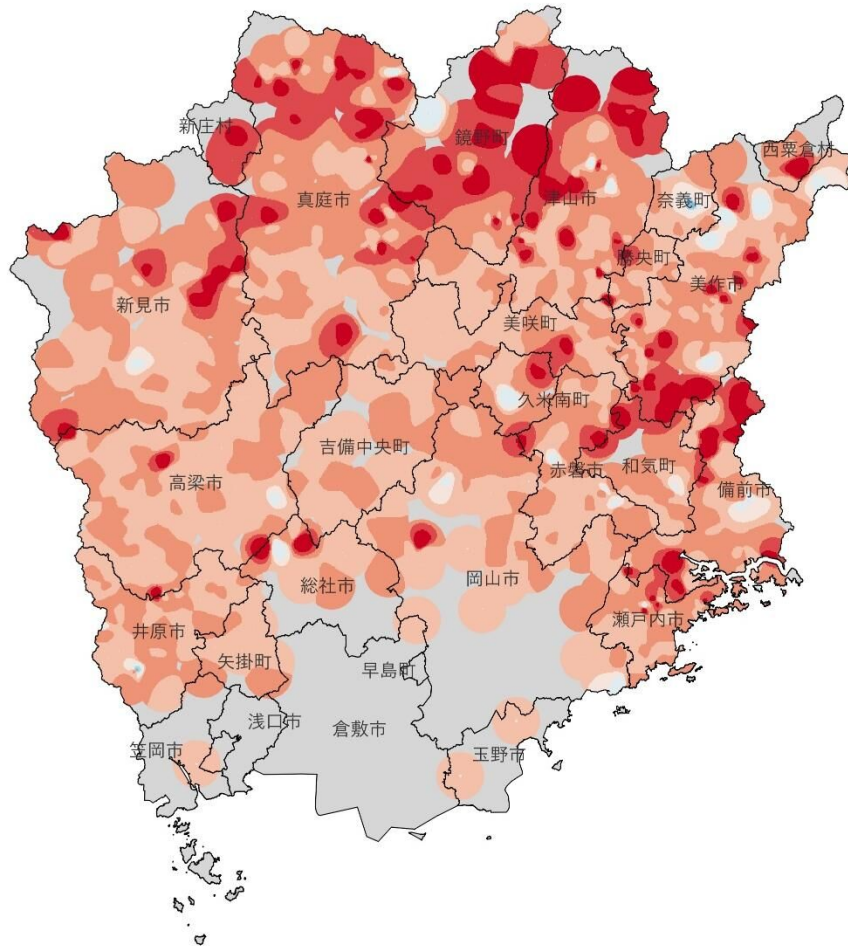 新庄村
鏡野町
西粟倉村
真庭市
津山市
奈義町
勝央町
美作市
新見市
美咲町
久米南町
吉備中央町
赤磐市
和気町
高梁市
備前市
総社市
岡山市
瀬戸内市
井原市
矢掛町
早島町
浅口市
倉敷市
笠岡市
玉野市